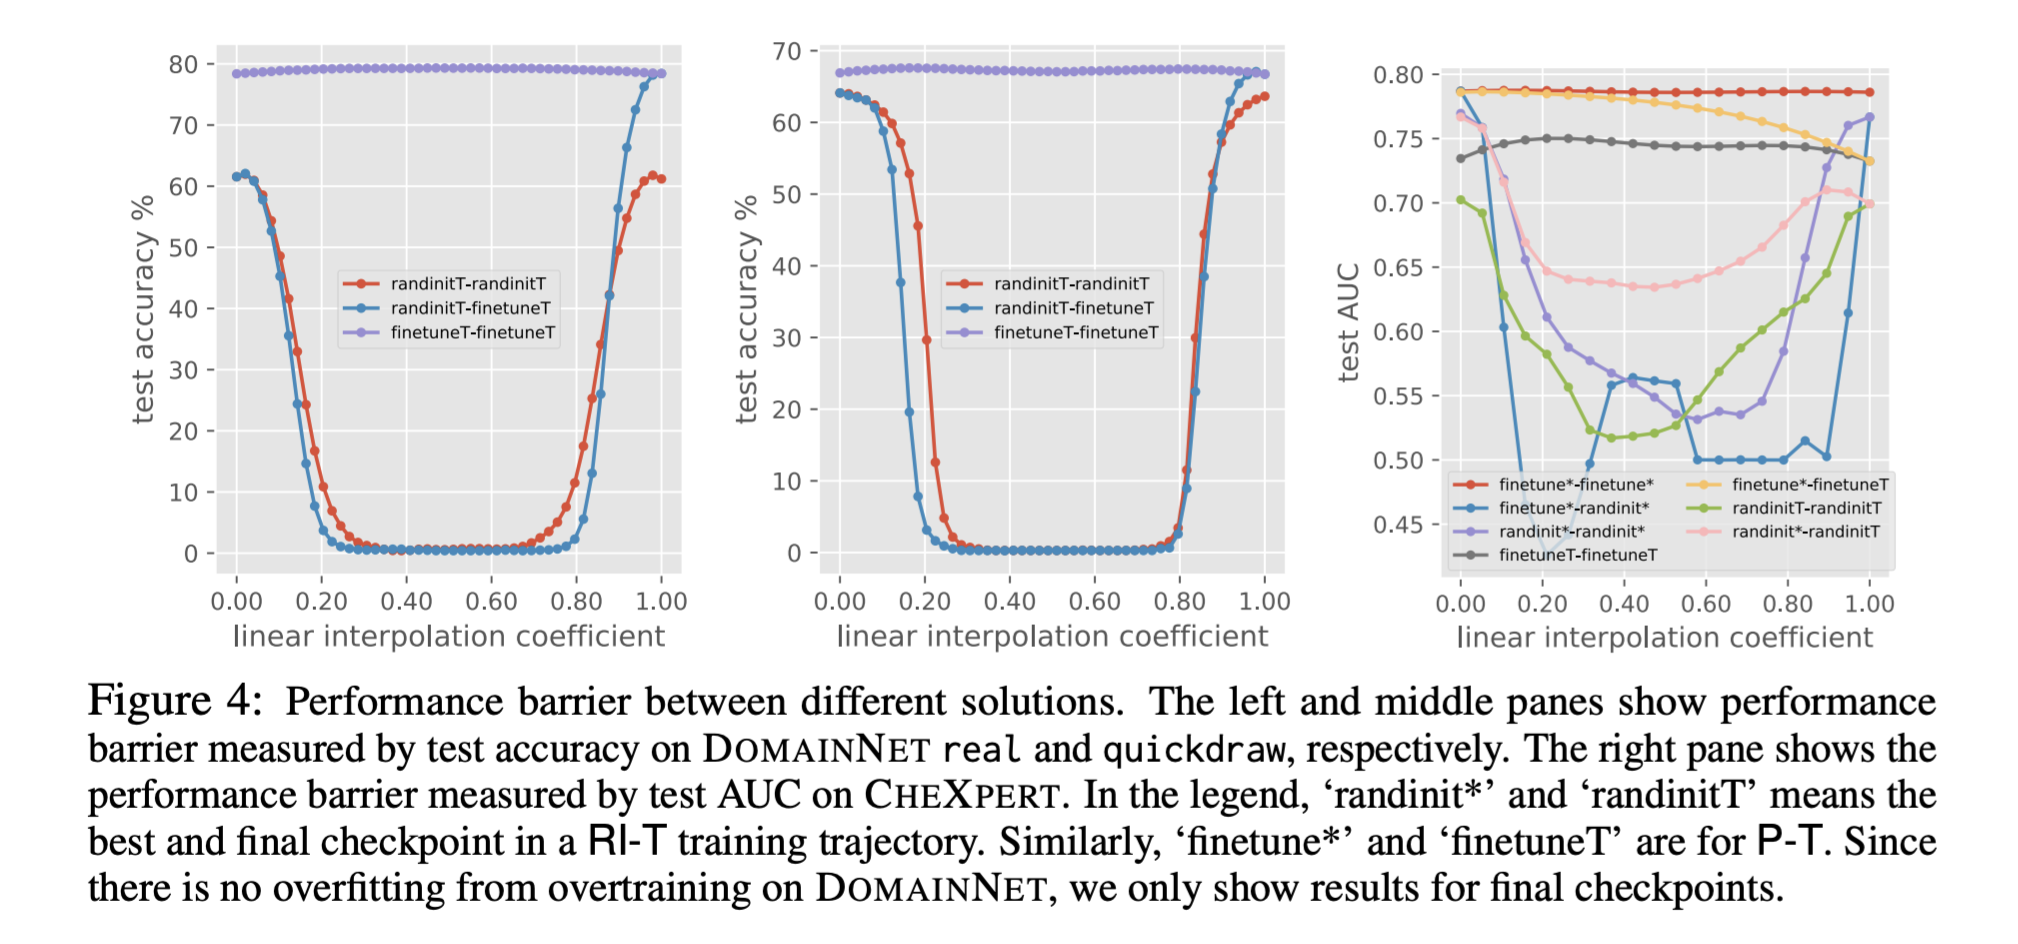 80
70
60
50
40
30
20
10
0
test accuracy %
randinitT-randinitT
randinitT-finetuneT
finetuneT-finetuneT
0.00 0.20 0.40 0.60 0.80 1.00
linear interpolation coefficient
70
60
50
40
30
20
10
0
test accuracy %
randinitT-randinitT
randinitT-finetuneT
finetuneT-finetuneT
0.00 0.20 0.40 0.60 0.80 1.00
linear interpolation coefficient
0.80
0.75
0.70
0.65
0.60
0.55
0.50
0.45
test AUC
finetune*-finetune*
finetune*-randinit*
randinit*-randinit*
finetuneT-finetuneT
finetune*-finetuneT
randinitT-randinitT
randinit*-randinitT
0.00 0.20 0.40 0.60 0.80 1.00
linear interpolation coefficient
Figure 4: Performance barrier between different solutions. The left and middle panes show performance
barrier measured by test accuracy on DOMAINNET real and quickdraw, respectively. The right pane shows the
performance barrier measured by test AUC on CHEXPERT. In the legend, ‘randinit*’ and ‘randinitT’ means the
best and final checkpoint in a RI-T training trajectory. Similarly, ‘finetune*’ and ‘finetuneT’ are for P-T. Since
there is no overfitting from overtraining on DOMAINNET, we only show results for final checkpoints.